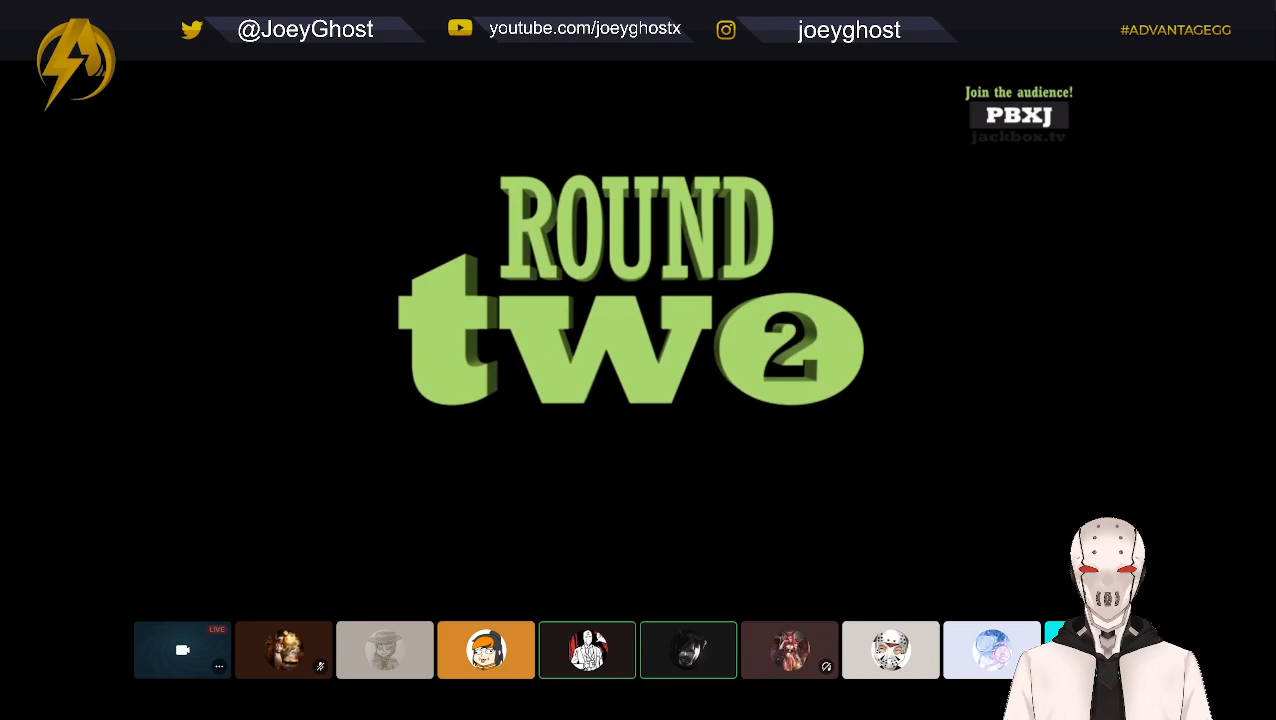 @JoeyGhost
youtube.com/joeyghostx
joeyghost
#ADVANTAGEGG
Join the audience!
PBXJ
jackbox.tv
ROUND
two
2
LIVE